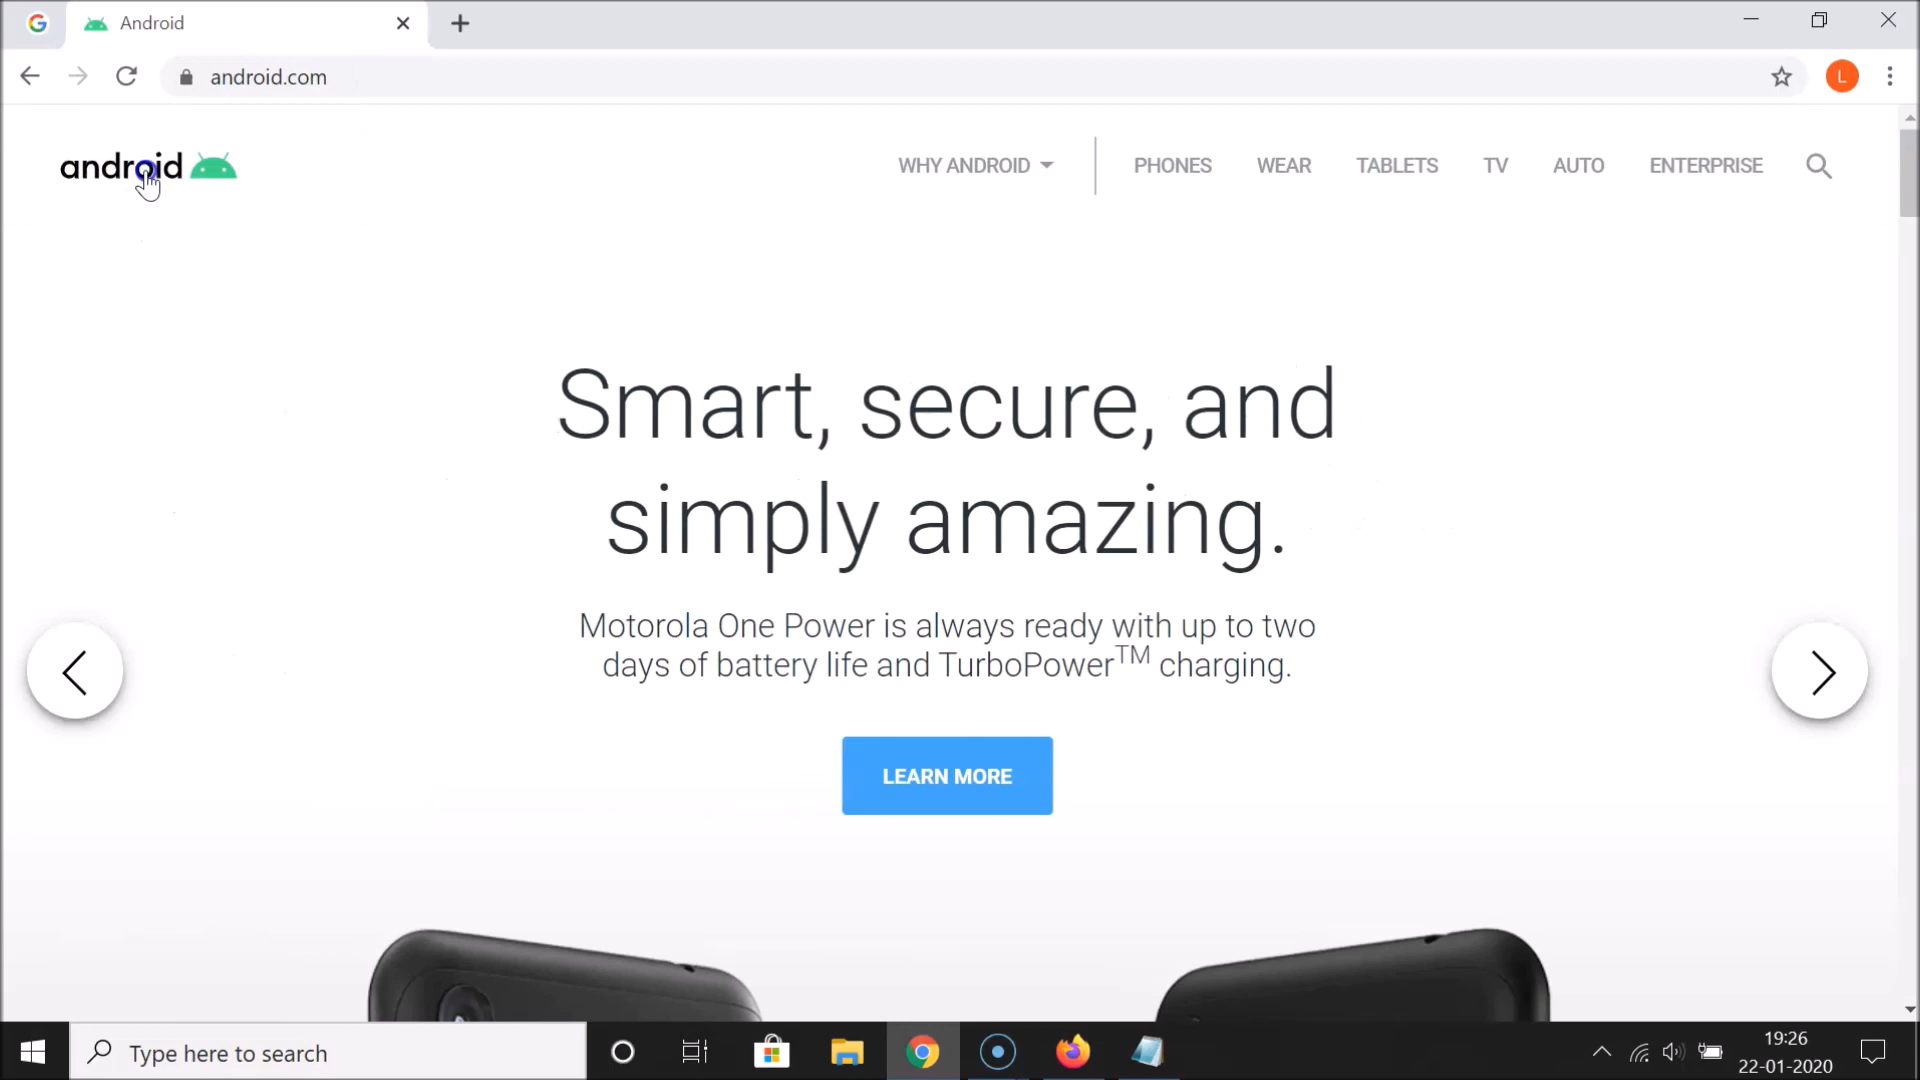 Android
android.com
L
android
WHY ANDROID
PHONES
WEAR
TABLETS
TV
AUTO
ENTERPRISE
Smart, secure, and
simply amazing.
Motorola One Power is always ready with up to two
days of battery life and TurboPower™ charging.
LEARN MORE
Type here to search
19:26
22-01-2020